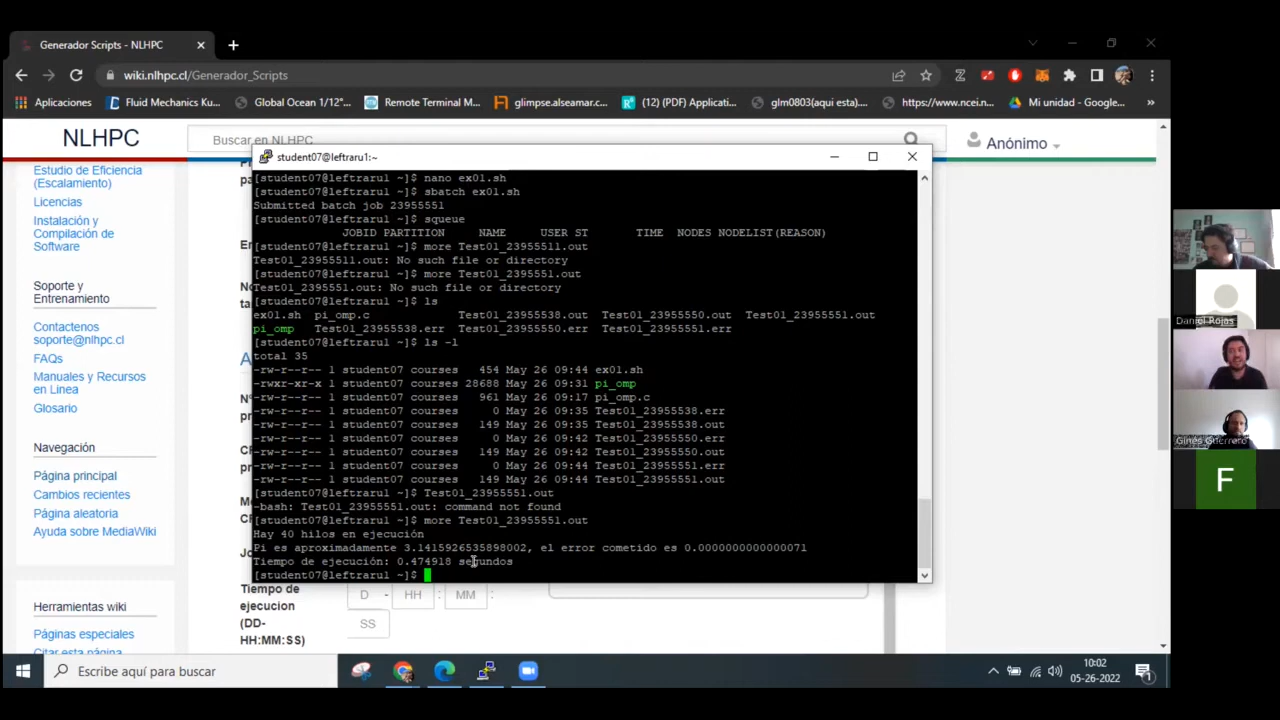 Generador Scripts - NLHPC
wiki.nlhpc.cl/Generador_Scripts
Aplicaciones
Fluid Mechanics Ku...
Global Ocean 1/12°...
Remote Terminal M...
glimpse.alseamar.c...
(12) (PDF) Applicati...
glm0803(aqui esta)....
https://www.ncei.n...
Mi unidad - Google...
»
NLHPC
Buscar en NLHPC
Anónimo
Estudio de Eficiencia
(Escalamiento)
Licencias
Instalación y
Compilación de
Software
Soporte y
Entrenamiento
Contactenos
soporte@nlhpc.cl
FAQs
Manuales y Recursos
en Linea
Glosario
Navegación
Página principal
Cambios recientes
Página aleatoria
Ayuda sobre MediaWiki
Herramientas wiki
Páginas especiales
Citar esta página
student07@leftraru1:~
[student07@leftraru1 ~]$ nano ex01.sh
[student07@leftraru1 ~]$ sbatch ex01.sh
Submitted batch job 23955551
[student07@leftraru1 ~]$ squeue
JOBID PARTITION NAME USER ST TIME NODES NODELIST(REASON)
[student07@leftraru1 ~]$ more Test01_23955511.out
Test01_23955511.out: No such file or directory
[student07@leftraru1 ~]$ more Test01_2395551.out
Test01_2395551.out: No such file or directory
[student07@leftraru1 ~]$ ls
ex01.sh pi_omp.c Test01_23955538.out Test01_23955550.out Test01_23955551.out
pi_omp Test01_23955538.err Test01_23955550.err Test01_23955551.err
[student07@leftraru1 ~]$ ls -l
total 35
-rw-r--r-- 1 student07 courses 454 May 26 09:44 ex01.sh
-rwxr-xr-x 1 student07 courses 28688 May 26 09:31 pi_omp
-rw-r--r-- 1 student07 courses 961 May 26 09:17 pi_omp.c
-rw-r--r-- 1 student07 courses 0 May 26 09:35 Test01_23955538.err
-rw-r--r-- 1 student07 courses 149 May 26 09:35 Test01_23955538.out
-rw-r--r-- 1 student07 courses 0 May 26 09:42 Test01_23955550.err
-rw-r--r-- 1 student07 courses 149 May 26 09:42 Test01_23955550.out
-rw-r--r-- 1 student07 courses 0 May 26 09:44 Test01_23955551.err
-rw-r--r-- 1 student07 courses 149 May 26 09:44 Test01_23955551.out
[student07@leftraru1 ~]$ Test01_23955551.out
-bash: Test01_23955551.out: command not found
[student07@leftraru1 ~]$ more Test01_23955551.out
Hay 40 hilos en ejecución
Pi es aproximadamente 3.1415926535898002, el error cometido es 0.0000000000000071
Tiempo de ejecución: 0.474918 segundos
[student07@leftraru1 ~]$
Tiempo de
ejecucion
(DD-
HH:MM:SS)
D - HH : MM :
SS
Daniel Rojas
Ginés Guerrero
F
Escribe aquí para buscar
10:02
05-26-2022
1